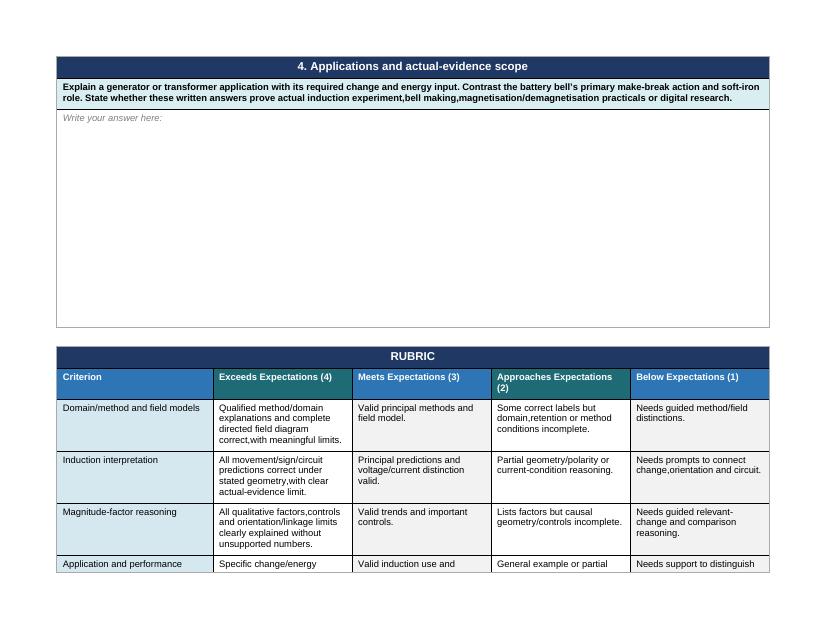 4. Applications and actual-evidence scope
Explain a generator or transformer application with its required change and energy input. Contrast the battery bell's primary make-break action and soft-iron
role. State whether these written answers prove actual induction experiment,bell making,magnetisation/demagnetisation practicals or digital research.
Write your answer here:
RUBRIC
Criterion
Exceeds Expectations (4)
Meets Expectations (3)
Approaches Expectations
(2)
Below Expectations (1)
Domain/method and field models
Qualified method/domain
explanations and complete
directed field diagram
correct,with meaningful limits.
Valid principal methods and
field model.
Some correct labels but
domain,retention or method
conditions incomplete.
Needs guided method/field
distinctions.
Induction interpretation
All movement/sign/circuit
predictions correct under
stated geometry,with clear
actual-evidence limit.
Principal predictions and
voltage/current distinction
valid.
Partial geometry/polarity or
current-condition reasoning.
Needs prompts to connect
change,orientation and circuit.
Magnitude-factor reasoning
All qualitative factors,controls
and orientation/linkage limits
clearly explained without
unsupported numbers.
Valid trends and important
controls.
Lists factors but causal
geometry/controls incomplete.
Needs guided relevant-
change and comparison
reasoning.
Application and performance
Specific change/energy
Valid induction use and
General example or partial
Needs support to distinguish